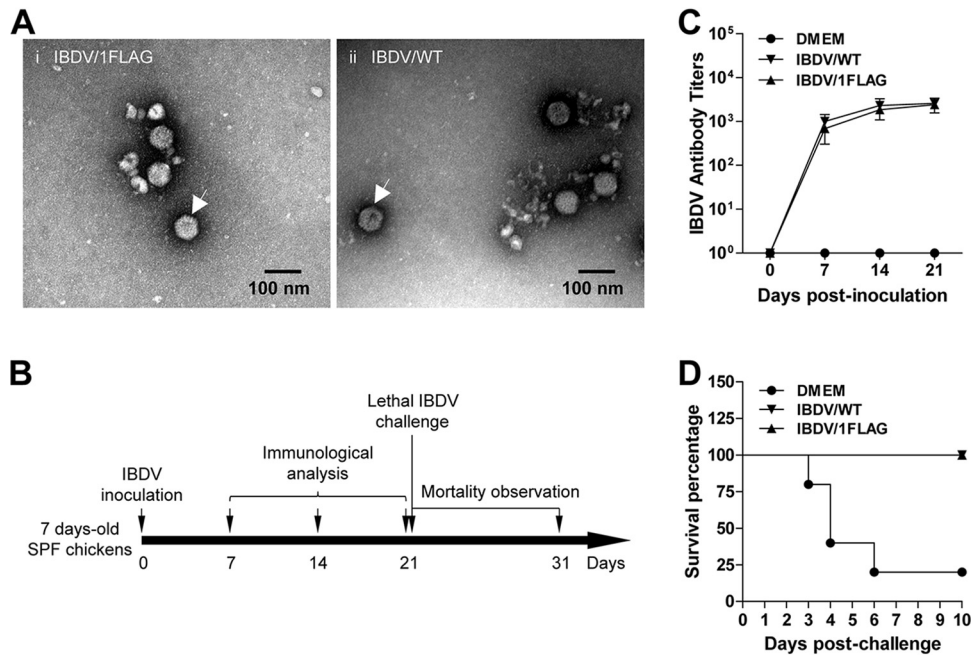 A
i IBDV/1FLAG
100 nm
ii IBDV/WT
100 nm
B
Lethal IBDV
challenge
Immunological
analysis
IBDV
inoculation
Mortality observation
7 days-old
SPF chickens
0 7 14 21 31 Days
C
DMEM
IBDV/WT
IBDV/1FLAG
IBDV Antibody Titers
10⁵
10⁴
10³
10²
10¹
10⁰
0 7 14 21
Days post-inoculation
D
DMEM
IBDV/WT
IBDV/1FLAG
Survival percentage
150
125
100
75
50
25
0
0 1 2 3 4 5 6 7 8 9 10
Days post-challenge